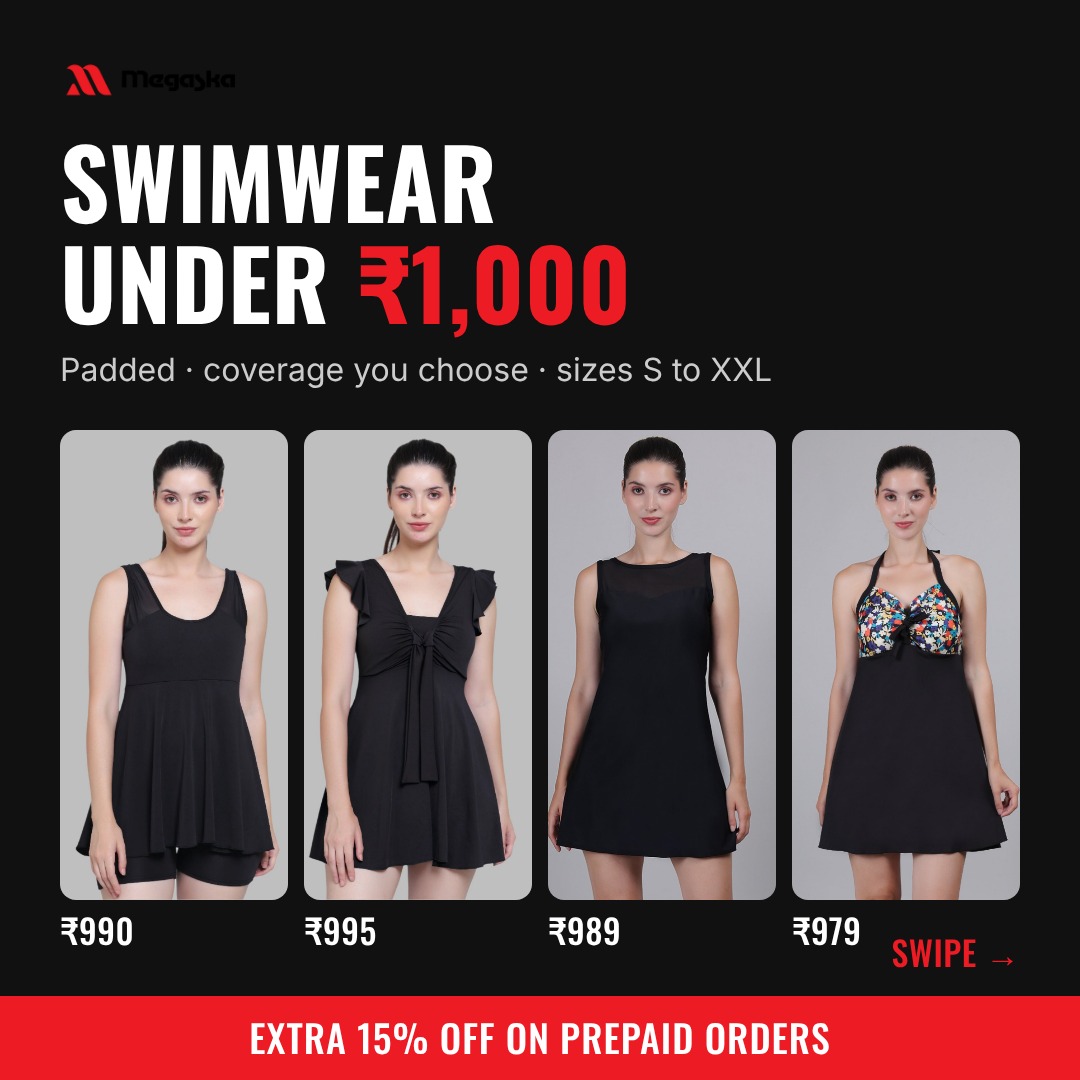 Megaska
SWIMWEAR
UNDER ₹1,000
Padded · coverage you choose · sizes S to XXL
₹990
₹995
₹989
₹979
SWIPE →
EXTRA 15% OFF ON PREPAID ORDERS